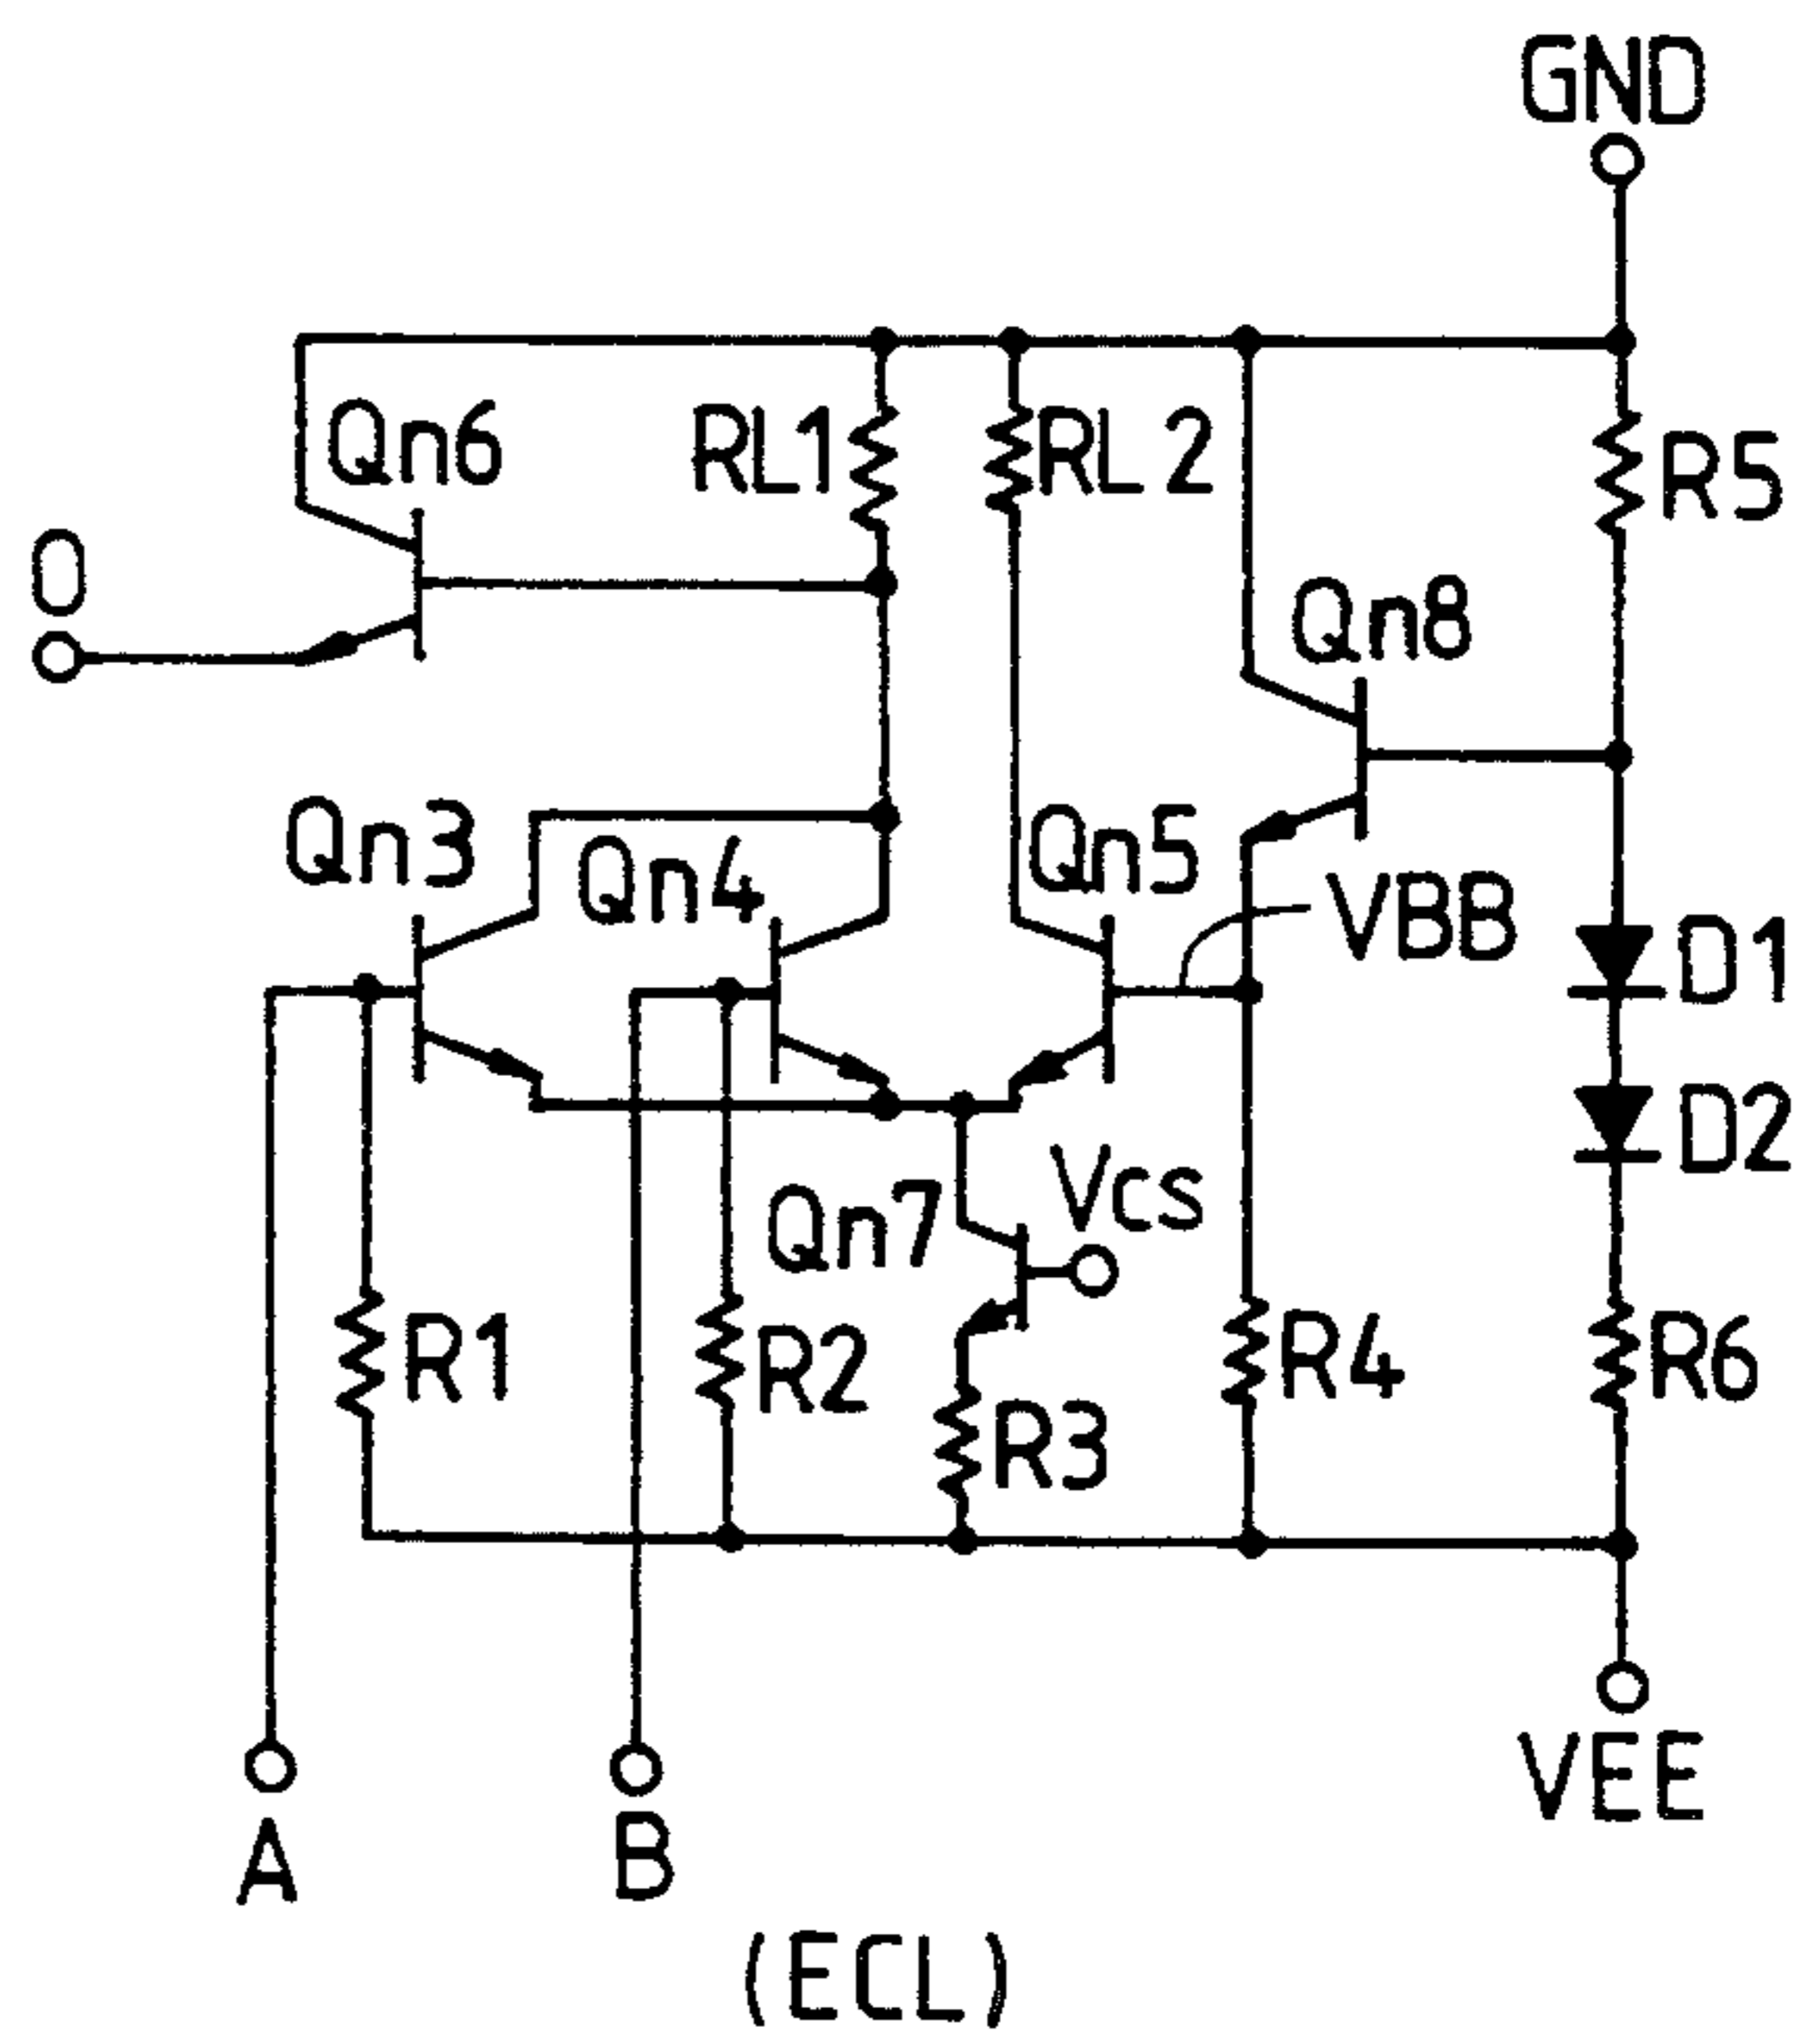 GND
Qn6
RL1
RL2
R5
O
Qn8
Qn3
Qn4
Qn5
VBB
D1
D2
Qn7
Vcs
R1
R2
R3
R4
R6
A
B
VEE
(ECL)